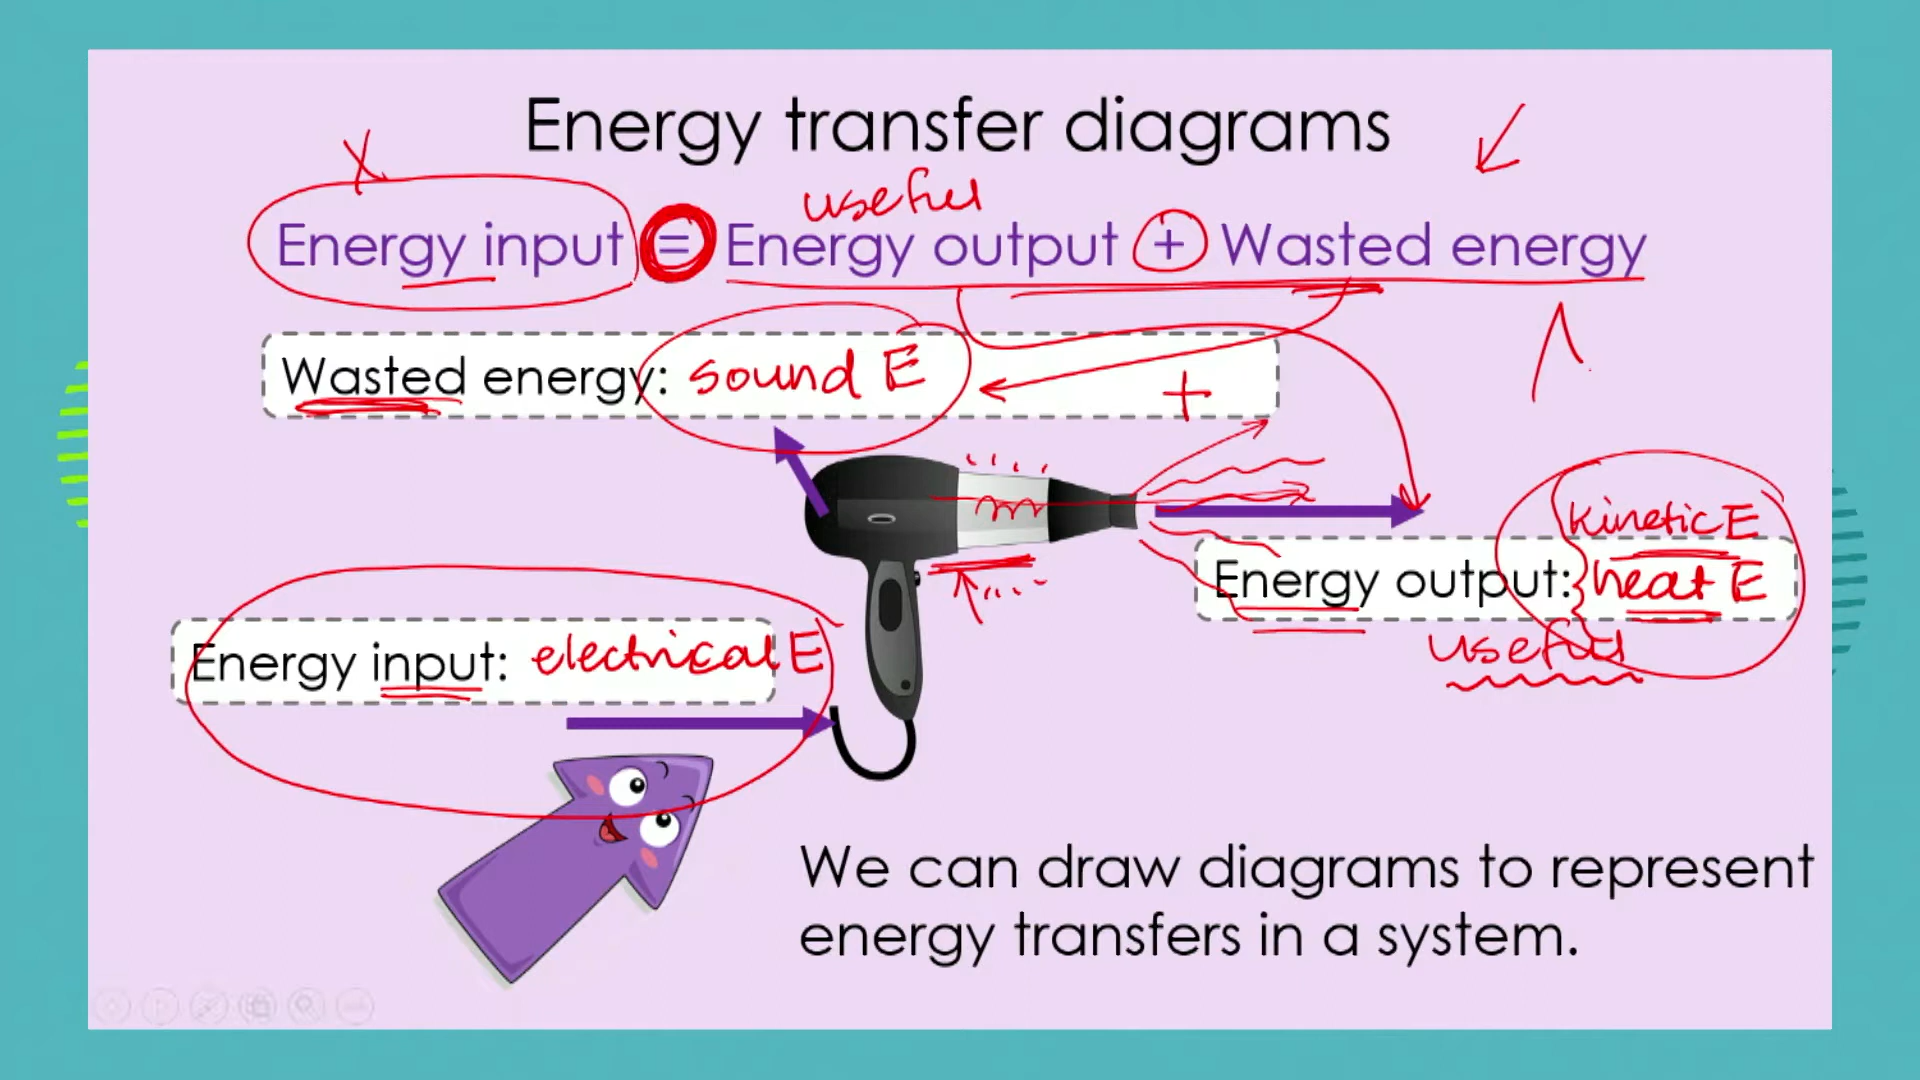 Energy transfer diagrams
useful
Energy input = Energy output + Wasted energy
Wasted energy: sound E
+
kinetic E
Energy output: heat E
useful
Energy input: electrical E
We can draw diagrams to represent
energy transfers in a system.